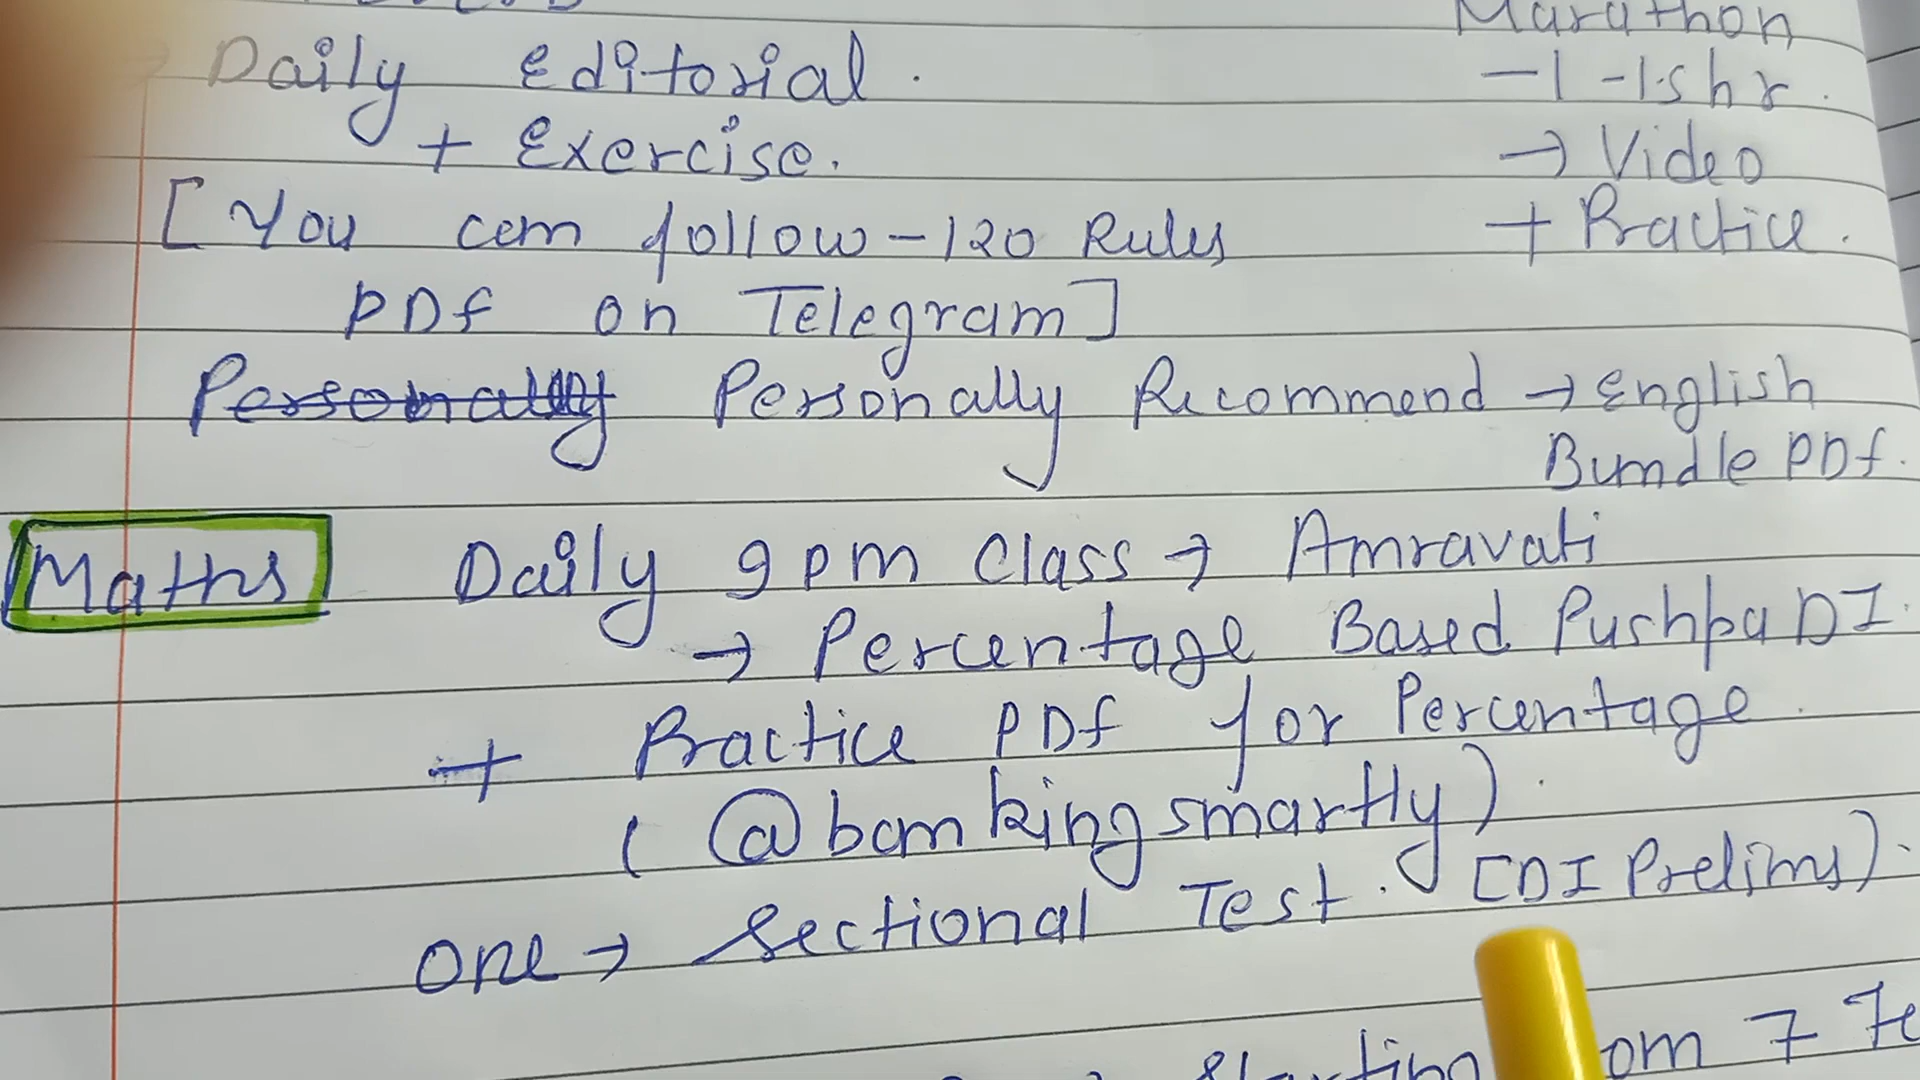 Marathon
Daily Editorial.
-1-1.5 hr.
+ Exercise.
→ Video
[You can follow-120 Rules
+ Practice.
PDF on Telegram]
Personally Personally Recommend → English
Bundle PDF.
Maths Daily 9 pm Class → Amravati
→ Percentage Based Pushpa DI.
+ Practice PDF for Percentage.
(@bankingsmartly).
One → Sectional Test. [DI Prelims).
7